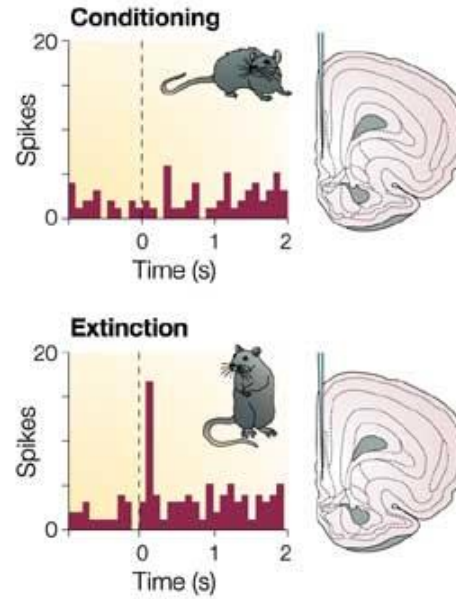 Conditioning
20
Spikes
0
0 1 2
Time (s)
Extinction
20
Spikes
0
0 1 2
Time (s)